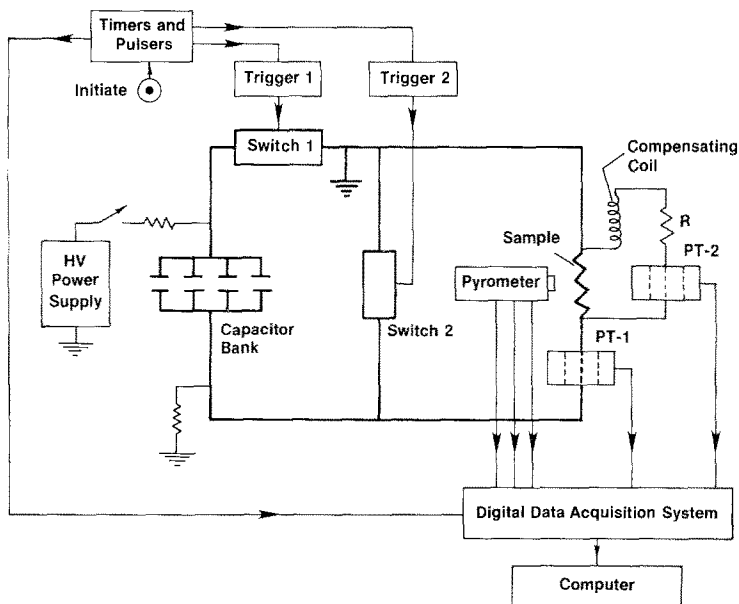 Timers and
Pulsers
Initiate
Trigger 1
Trigger 2
Switch 1
Compensating
Coil
R
Sample
PT-2
HV
Power
Supply
Pyrometer
Capacitor
Bank
Switch 2
PT-1
Digital Data Acquisition System
Computer